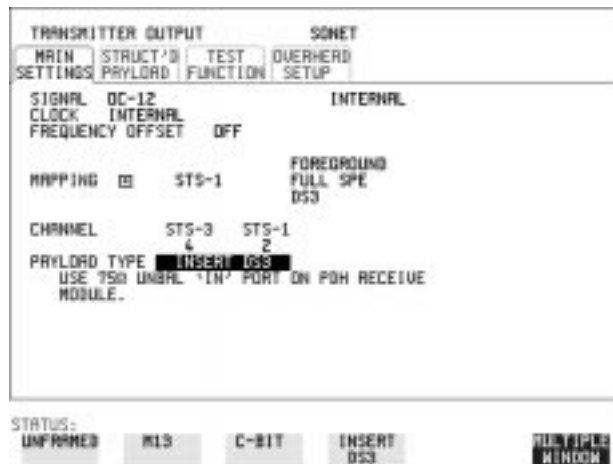 TRANSMITTER OUTPUT SONET
MAIN SETTINGS STRUCT'D PAYLOAD TEST FUNCTION OVERHEAD SETUP
SIGNAL OC-12 INTERNAL
CLOCK INTERNAL
FREQUENCY OFFSET OFF
FOREGROUND
MAPPING STS-1 FULL SPE
DS3
CHANNEL STS-3 STS-1
4 2
PAYLOAD TYPE INSERT DS3
USE 75Ω UNBAL 'IN' PORT ON PDH RECEIVE
MODULE.
STATUS:
UNFRAMED M13 C-BIT INSERT DS3 MULTIPLE WINDOW